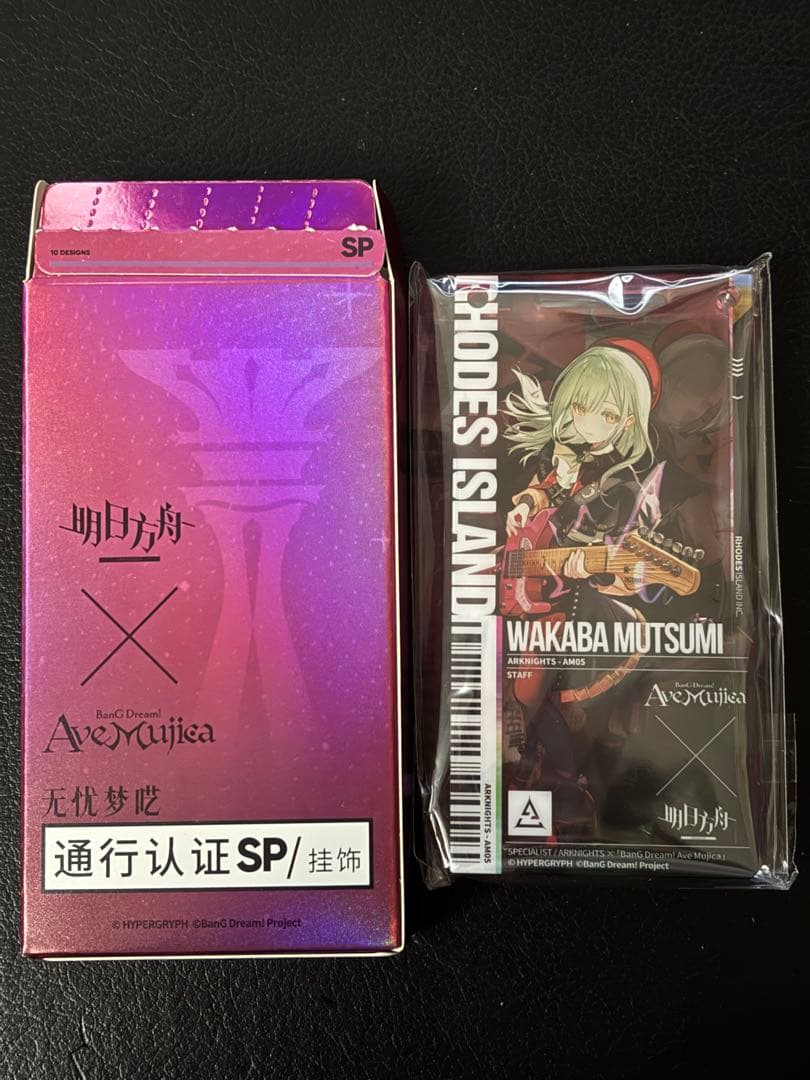 10 DESIGNS
SP
明日方舟
BanG Dream!
Ave Mujica
无忧梦呓
通行认证SP/挂饰
© HYPERGRYPH ©BanG Dream! Project
RHODES ISLAND
RHODES ISLAND INC.
WAKABA MUTSUMI
ARKNIGHTS - AM05
STAFF
BanG Dream!
Ave Mujica
明日方舟
ARKNIGHTS - AM05
SPECIALIST / ARKNIGHTS ×「BanG Dream! Ave Mujica」
© HYPERGRYPH ©BanG Dream! Project